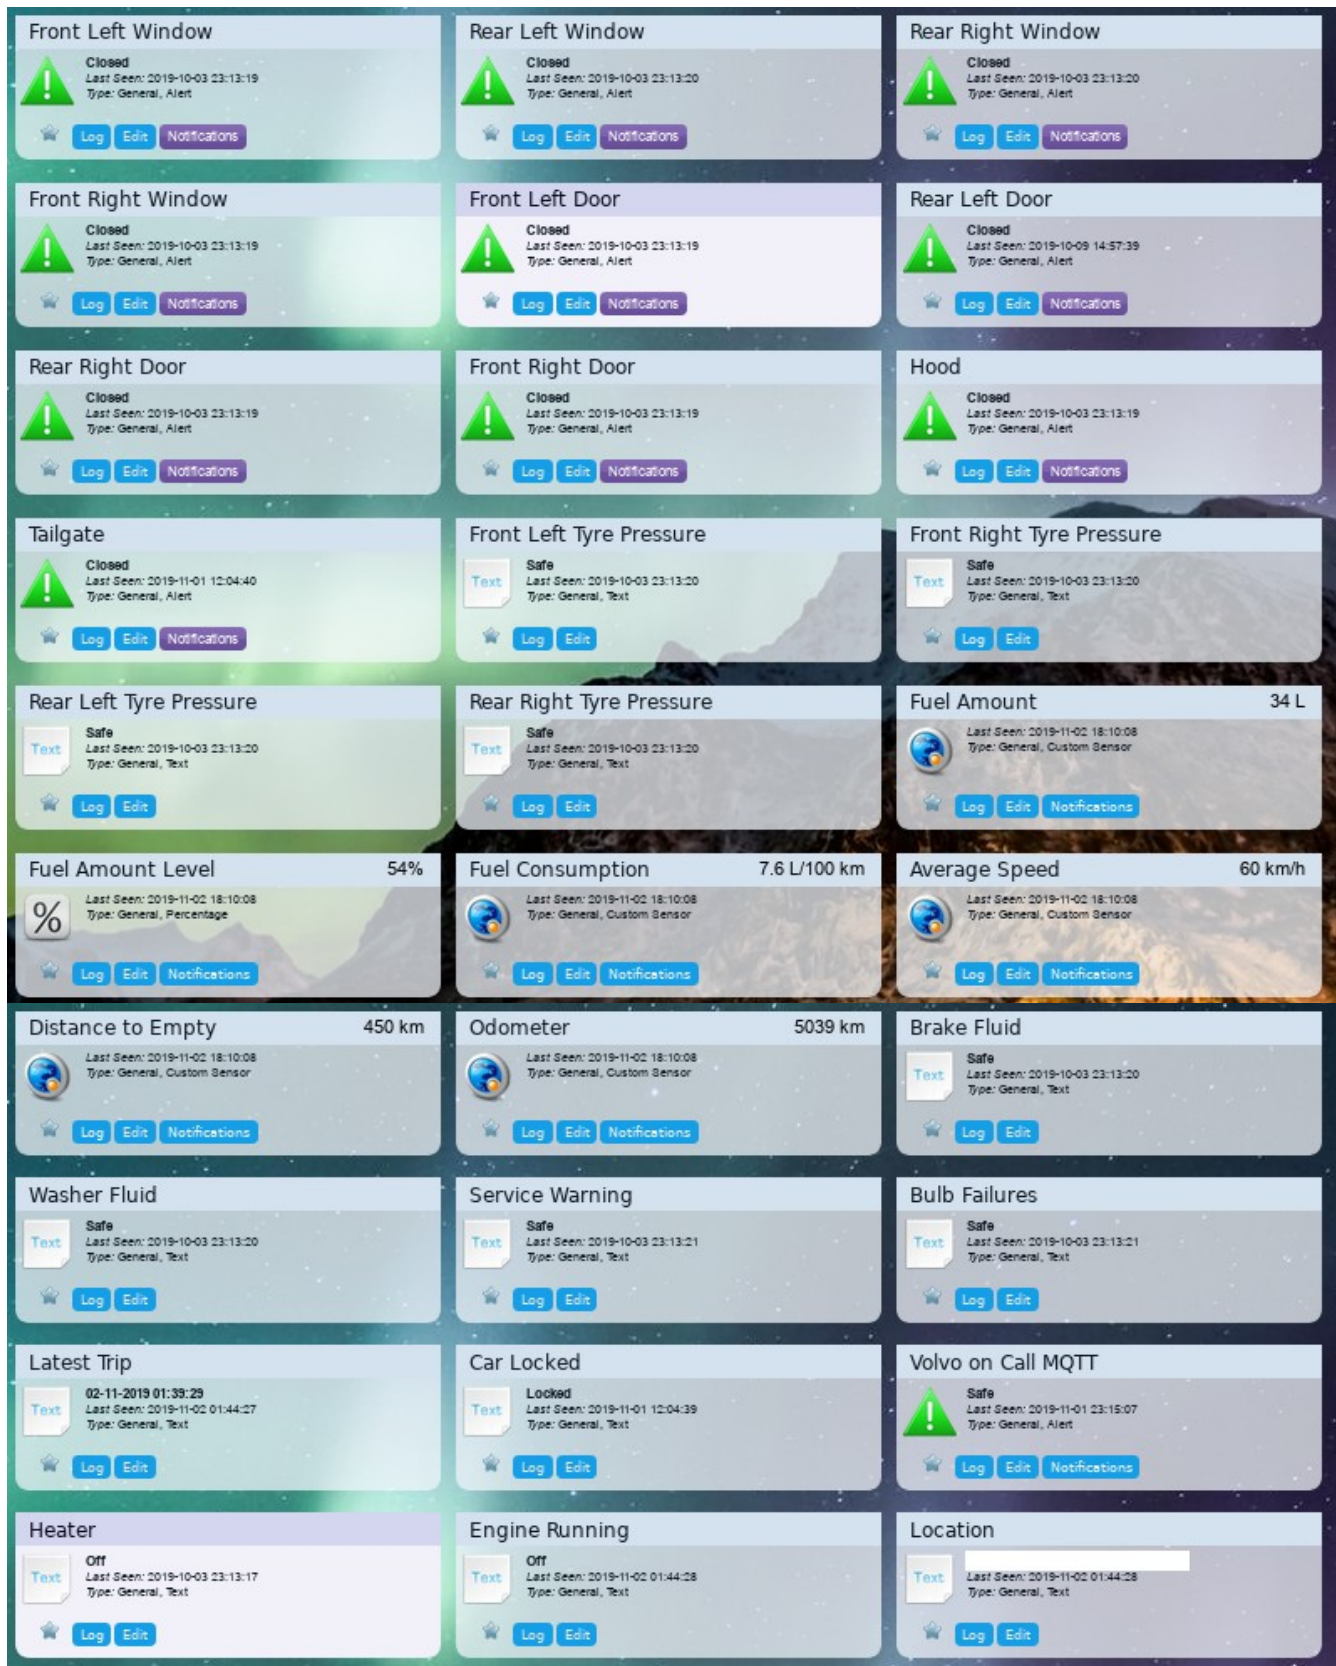 Front Left Window
Closed
Last Seen: 2019-10-03 23:13:19
Type: General, Alert
Log Edit Notifications
Rear Left Window
Closed
Last Seen: 2019-10-03 23:13:20
Type: General, Alert
Log Edit Notifications
Rear Right Window
Closed
Last Seen: 2019-10-03 23:13:20
Type: General, Alert
Log Edit Notifications
Front Right Window
Closed
Last Seen: 2019-10-03 23:13:19
Type: General, Alert
Log Edit Notifications
Front Left Door
Closed
Last Seen: 2019-10-03 23:13:19
Type: General, Alert
Log Edit Notifications
Rear Left Door
Closed
Last Seen: 2019-10-09 14:57:39
Type: General, Alert
Log Edit Notifications
Rear Right Door
Closed
Last Seen: 2019-10-03 23:13:19
Type: General, Alert
Log Edit Notifications
Front Right Door
Closed
Last Seen: 2019-10-03 23:13:19
Type: General, Alert
Log Edit Notifications
Hood
Closed
Last Seen: 2019-10-03 23:13:19
Type: General, Alert
Log Edit Notifications
Tailgate
Closed
Last Seen: 2019-11-01 12:04:40
Type: General, Alert
Log Edit Notifications
Front Left Tyre Pressure
Text
Safe
Last Seen: 2019-10-03 23:13:20
Type: General, Text
Log Edit
Front Right Tyre Pressure
Text
Safe
Last Seen: 2019-10-03 23:13:20
Type: General, Text
Log Edit
Rear Left Tyre Pressure
Text
Safe
Last Seen: 2019-10-03 23:13:20
Type: General, Text
Log Edit
Rear Right Tyre Pressure
Text
Safe
Last Seen: 2019-10-03 23:13:20
Type: General, Text
Log Edit
Fuel Amount 34 L
Last Seen: 2019-11-02 18:10:08
Type: General, Custom Sensor
Log Edit Notifications
Fuel Amount Level 54%
%
Last Seen: 2019-11-02 18:10:08
Type: General, Percentage
Log Edit Notifications
Fuel Consumption 7.6 L/100 km
Last Seen: 2019-11-02 18:10:08
Type: General, Custom Sensor
Log Edit Notifications
Average Speed 60 km/h
Last Seen: 2019-11-02 18:10:08
Type: General, Custom Sensor
Log Edit Notifications
Distance to Empty 450 km
Last Seen: 2019-11-02 18:10:08
Type: General, Custom Sensor
Log Edit Notifications
Odometer 5039 km
Last Seen: 2019-11-02 18:10:08
Type: General, Custom Sensor
Log Edit Notifications
Brake Fluid
Text
Safe
Last Seen: 2019-10-03 23:13:20
Type: General, Text
Log Edit
Washer Fluid
Text
Safe
Last Seen: 2019-10-03 23:13:20
Type: General, Text
Log Edit
Service Warning
Text
Safe
Last Seen: 2019-10-03 23:13:21
Type: General, Text
Log Edit
Bulb Failures
Text
Safe
Last Seen: 2019-10-03 23:13:21
Type: General, Text
Log Edit
Latest Trip
Text
02-11-2019 01:39:29
Last Seen: 2019-11-02 01:44:27
Type: General, Text
Log Edit
Car Locked
Text
Locked
Last Seen: 2019-11-01 12:04:39
Type: General, Text
Log Edit
Volvo on Call MQTT
Safe
Last Seen: 2019-11-01 23:15:07
Type: General, Alert
Log Edit Notifications
Heater
Text
Off
Last Seen: 2019-10-03 23:13:17
Type: General, Text
Log Edit
Engine Running
Text
Off
Last Seen: 2019-11-02 01:44:28
Type: General, Text
Log Edit
Location
Text
Last Seen: 2019-11-02 01:44:28
Type: General, Text
Log Edit